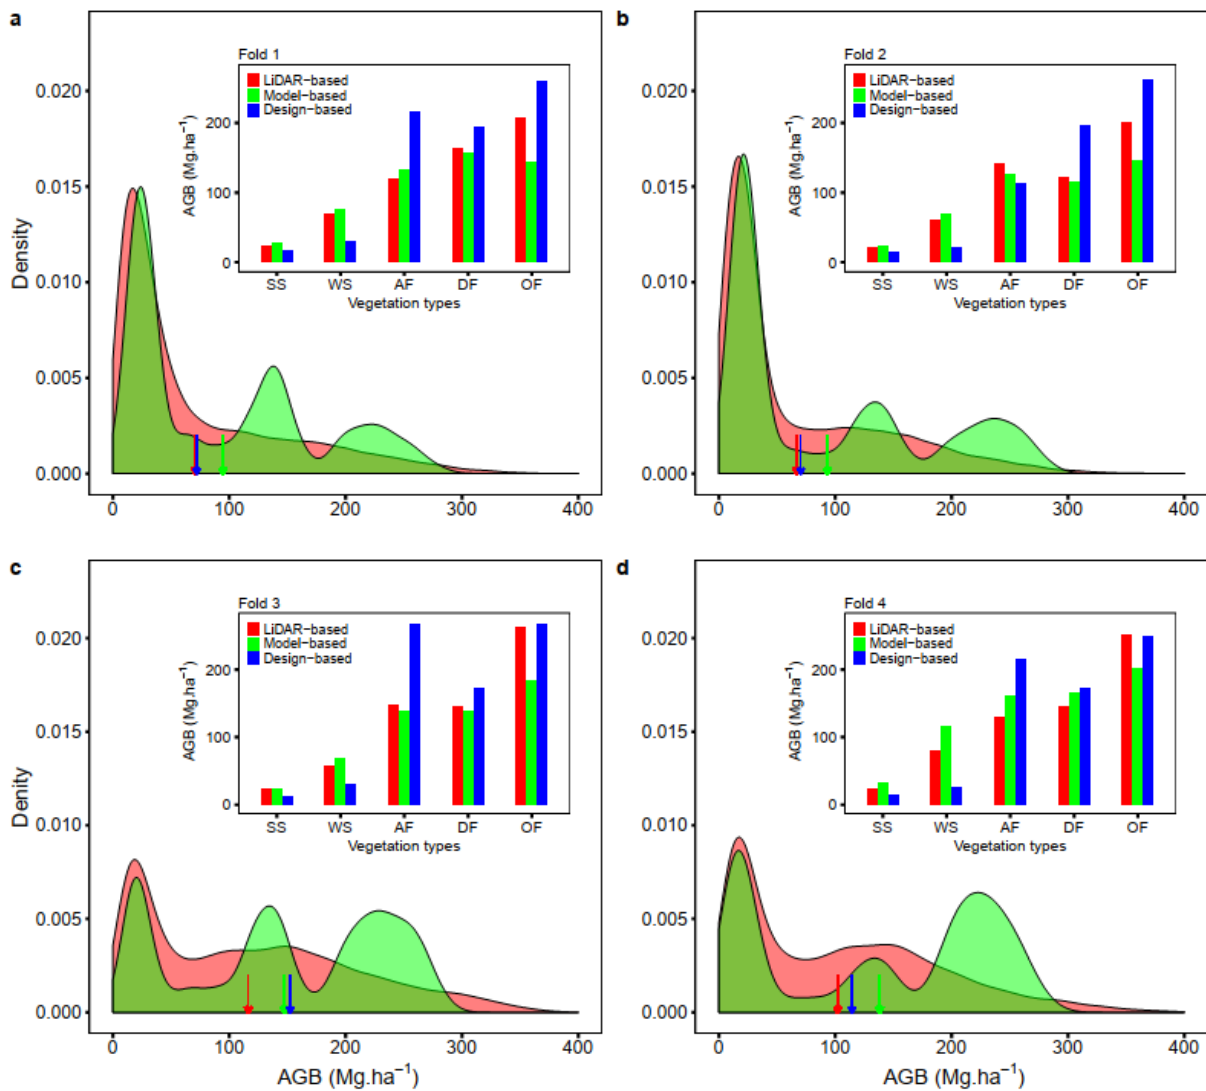 a
Fold 1
LiDAR−based
Model−based
Design−based
200
100
0
AGB (Mg.ha−1)
SS WS AF DF OF
Vegetation types
0.020
0.015
0.010
0.005
0.000
Density
0 100 200 300 400
b
Fold 2
LiDAR−based
Model−based
Design−based
200
100
0
AGB (Mg.ha−1)
SS WS AF DF OF
Vegetation types
0.020
0.015
0.010
0.005
0.000
0 100 200 300 400
c
Fold 3
LiDAR−based
Model−based
Design−based
200
100
0
AGB (Mg.ha−1)
SS WS AF DF OF
Vegetation types
0.020
0.015
0.010
0.005
0.000
Denity
0 100 200 300 400
AGB (Mg.ha−1)
d
Fold 4
LiDAR−based
Model−based
Design−based
200
100
0
AGB (Mg.ha−1)
SS WS AF DF OF
Vegetation types
0.020
0.015
0.010
0.005
0.000
0 100 200 300 400
AGB (Mg.ha−1)